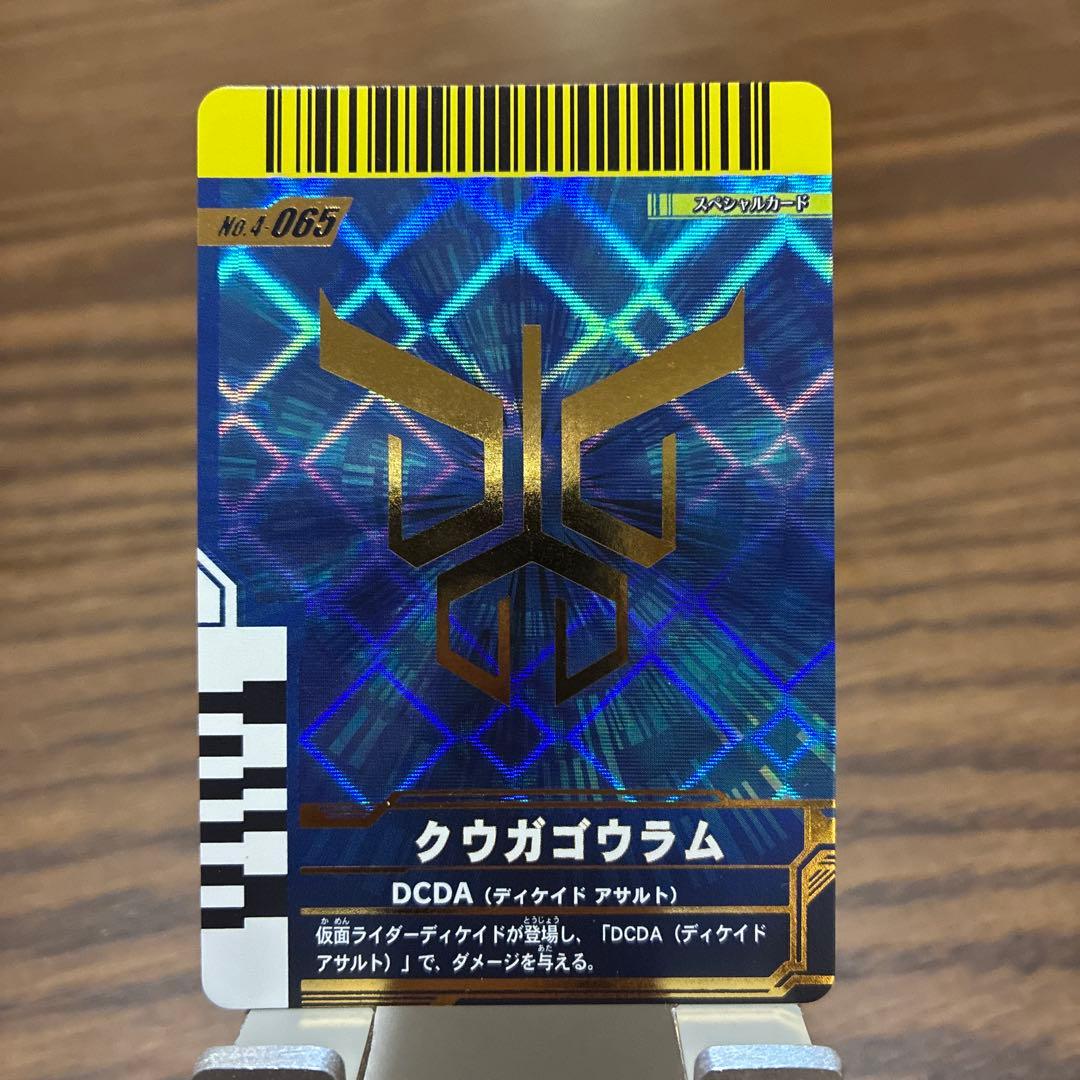 No.4-065
スペシャルカード
クウガゴウラム
DCDA（ディケイド アサルト）
仮面ライダーディケイドが登場し、「DCDA（ディケイド
アサルト）」で、ダメージを与える。